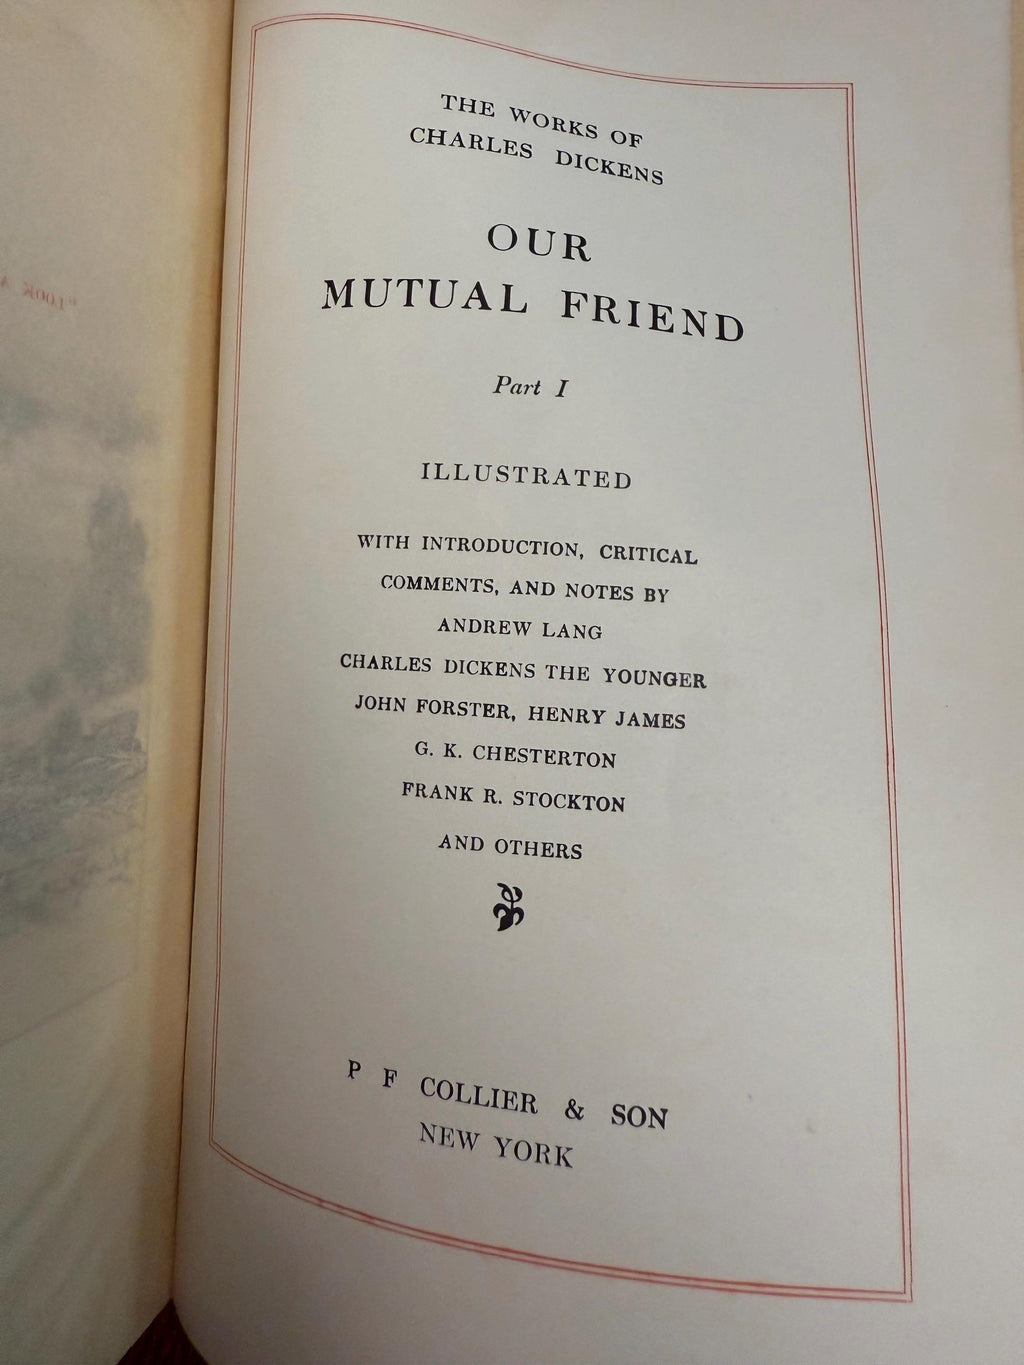 THE WORKS OF
CHARLES DICKENS
OUR
MUTUAL FRIEND
Part I
ILLUSTRATED
WITH INTRODUCTION, CRITICAL
COMMENTS, AND NOTES BY
ANDREW LANG
CHARLES DICKENS THE YOUNGER
JOHN FORSTER, HENRY JAMES
G. K. CHESTERTON
FRANK R. STOCKTON
AND OTHERS
P F COLLIER & SON
NEW YORK